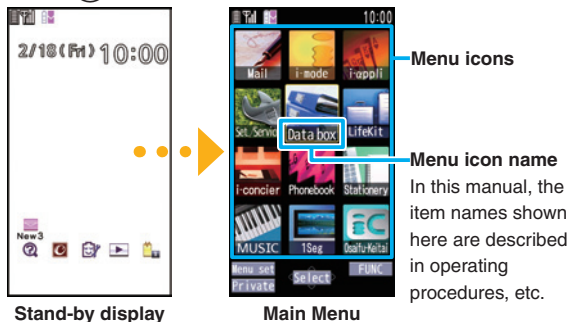 2/18(Fri) 10:00
New3
Stand-by display
10:00
Mail i-mode i-αppli
Set./Service Data box LifeKit
i-concier Phonebook Stationery
MUSIC 1Seg Osaifu-Keitai
Menu set Select FUNC
Private
Main Menu
Menu icons
Menu icon name
In this manual, the
item names shown
here are described
in operating
procedures, etc.